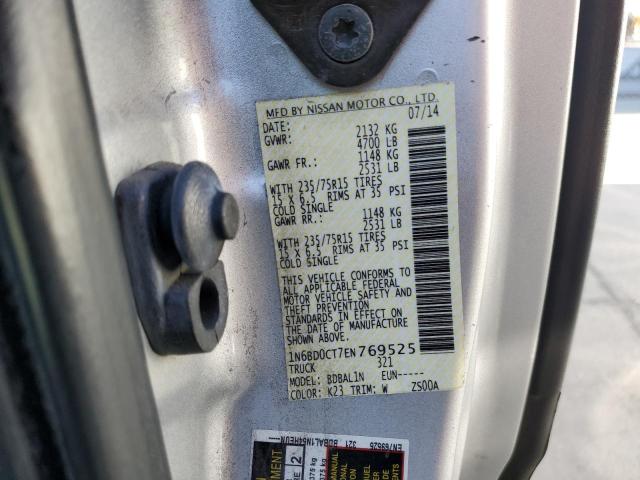 MFD BY NISSAN MOTOR CO., LTD.
DATE: 07/14
GVWR: 2132 KG
4700 LB
GAWR FR.: 1148 KG
2531 LB
WITH 235/75R15 TIRES
15 X 6.5 RIMS AT 35 PSI
COLD SINGLE
GAWR RR.: 1148 KG
2531 LB
WITH 235/75R15 TIRES
15 X 6.5 RIMS AT 35 PSI
COLD SINGLE
THIS VEHICLE CONFORMS TO
ALL APPLICABLE FEDERAL
MOTOR VEHICLE SAFETY AND
THEFT PREVENTION
STANDARDS IN EFFECT ON
THE DATE OF MANUFACTURE
SHOWN ABOVE.
1N6BD0CT7EN769525
TRUCK 321
MODEL: BDBAL1N EUN-----
COLOR: K23 TRIM: W ZS00A
321
2